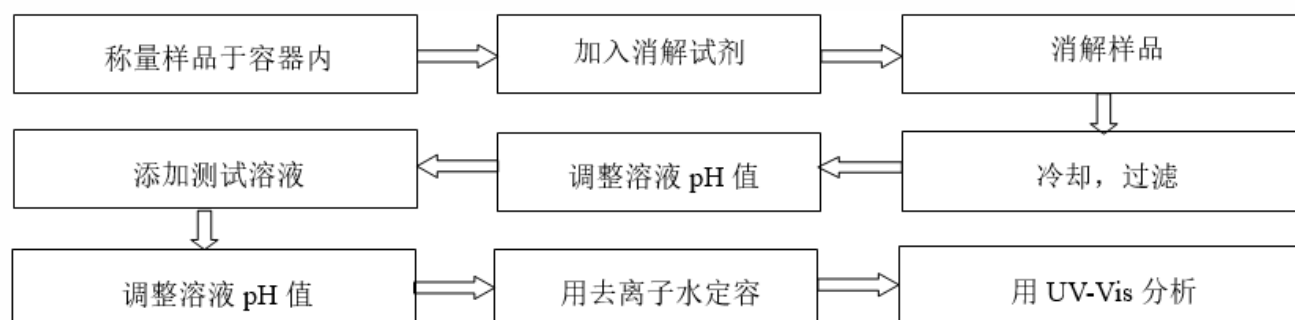 称量样品于容器内
加入消解试剂
消解样品
冷却，过滤
调整溶液 pH 值
添加测试溶液
调整溶液 pH 值
用去离子水定容
用 UV-Vis 分析